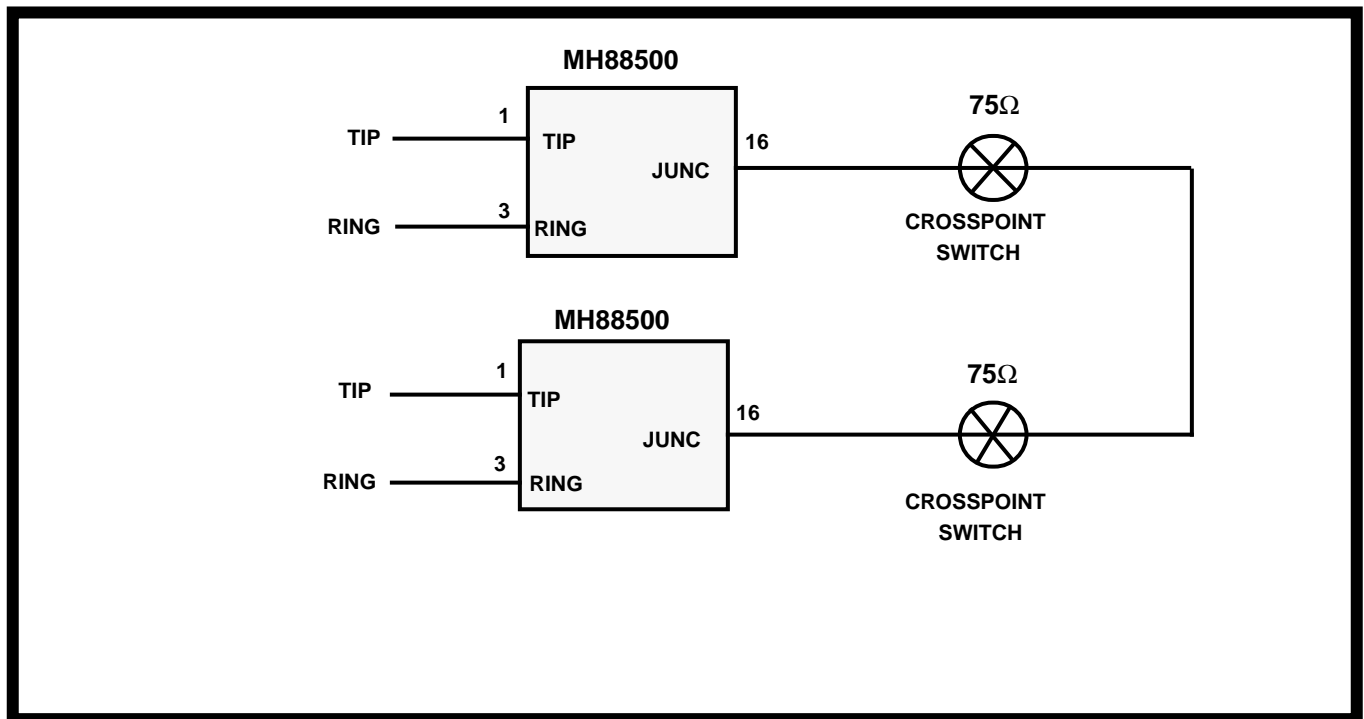 MH88500
75Ω
1
TIP
TIP
16
JUNC
3
RING
RING
CROSSPOINT
SWITCH
MH88500
75Ω
1
TIP
TIP
16
JUNC
3
RING
RING
CROSSPOINT
SWITCH